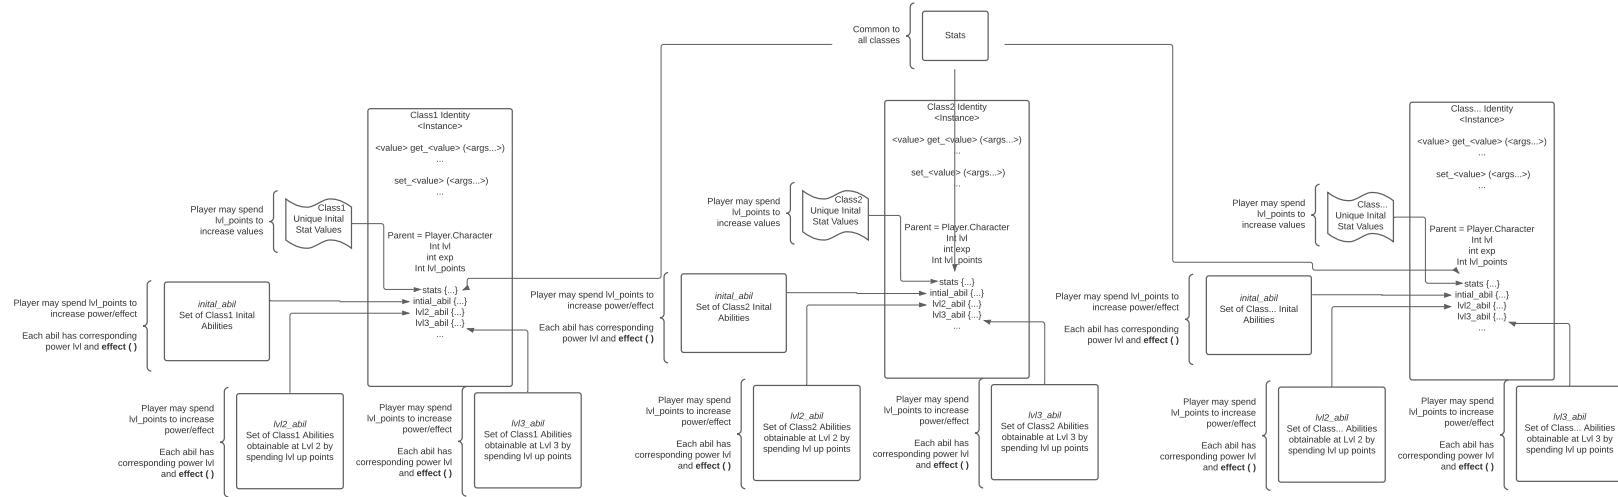 Common to
all classes
Stats
Class1 Identity
<Instance>
<value> get_<value> (<args...>)
...
set_<value> (<args...>)
...
Parent = Player.Character
Int lvl
int exp
Int lvl_points
stats {...}
intial_abil {...}
lvl2_abil {...}
lvl3_abil {...}
...
Player may spend
lvl_points to
increase values
Class1
Unique Inital
Stat Values
Player may spend lvl_points to
increase power/effect
Each abil has corresponding
power lvl and effect ( )
inital_abil
Set of Class1 Inital
Abilities
Player may spend
lvl_points to increase
power/effect
Each abil has
corresponding power lvl
and effect ( )
lvl2_abil
Set of Class1 Abilities
obtainable at Lvl 2 by
spending lvl up points
Player may spend
lvl_points to increase
power/effect
Each abil has
corresponding power lvl
and effect ( )
lvl3_abil
Set of Class1 Abilities
obtainable at Lvl 3 by
spending lvl up points
Class2 Identity
<Instance>
<value> get_<value> (<args...>)
...
set_<value> (<args...>)
...
Parent = Player.Character
Int lvl
int exp
Int lvl_points
stats {...}
intial_abil {...}
lvl2_abil {...}
lvl3_abil {...}
...
Player may spend
lvl_points to
increase values
Class2
Unique Inital
Stat Values
Player may spend lvl_points to
increase power/effect
Each abil has corresponding
power lvl and effect ( )
inital_abil
Set of Class2 Inital
Abilities
Player may spend
lvl_points to increase
power/effect
Each abil has
corresponding power lvl
and effect ( )
lvl2_abil
Set of Class2 Abilities
obtainable at Lvl 2 by
spending lvl up points
Player may spend
lvl_points to increase
power/effect
Each abil has
corresponding power lvl
and effect ( )
lvl3_abil
Set of Class2 Abilities
obtainable at Lvl 3 by
spending lvl up points
Class... Identity
<Instance>
<value> get_<value> (<args...>)
...
set_<value> (<args...>)
...
Parent = Player.Character
Int lvl
int exp
Int lvl_points
stats {...}
intial_abil {...}
lvl2_abil {...}
lvl3_abil {...}
...
Player may spend
lvl_points to
increase values
Class...
Unique Inital
Stat Values
Player may spend lvl_points to
increase power/effect
Each abil has corresponding
power lvl and effect ( )
inital_abil
Set of Class... Inital
Abilities
Player may spend
lvl_points to increase
power/effect
Each abil has
corresponding power lvl
and effect ( )
lvl2_abil
Set of Class... Abilities
obtainable at Lvl 2 by
spending lvl up points
Player may spend
lvl_points to increase
power/effect
Each abil has
corresponding power lvl
and effect ( )
lvl3_abil
Set of Class... Abilities
obtainable at Lvl 3 by
spending lvl up points